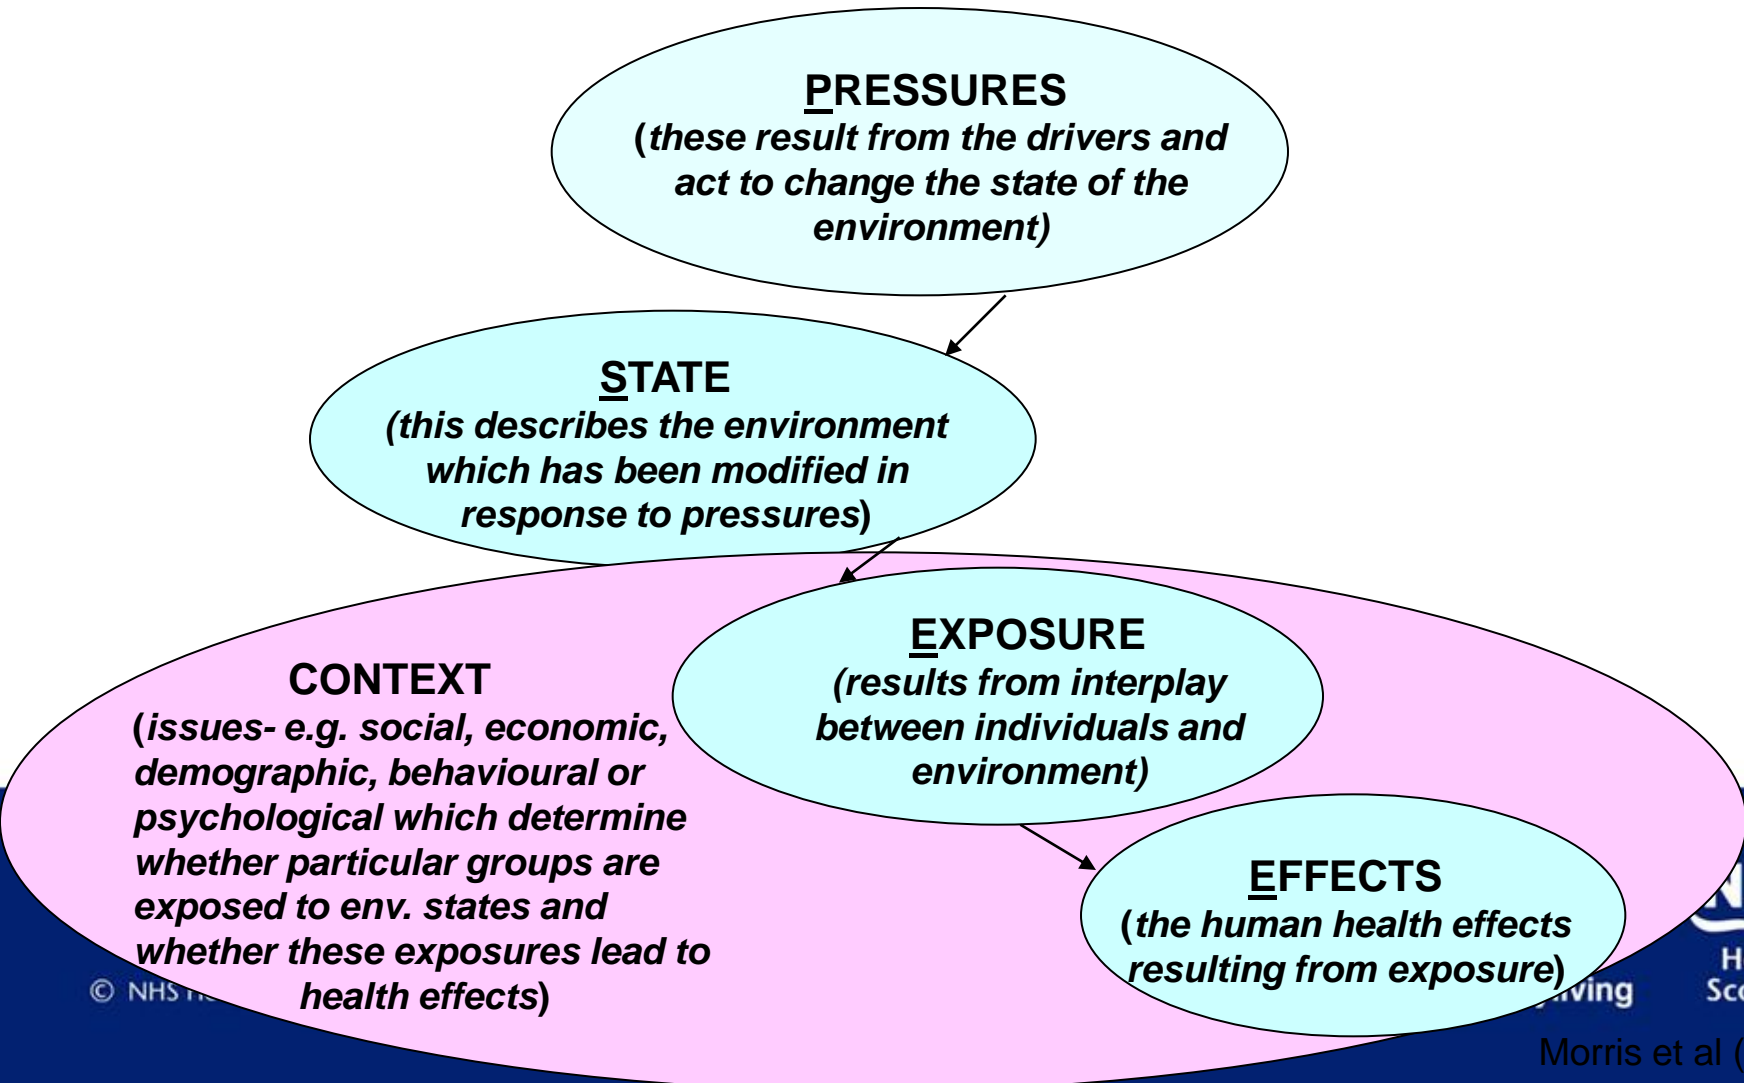 PRESSURES
(these result from the drivers and
act to change the state of the
environment)
STATE
(this describes the environment
which has been modified in
response to pressures)
EXPOSURE
(results from interplay
between individuals and
environment)
CONTEXT
(issues- e.g. social, economic,
demographic, behavioural or
psychological which determine
whether particular groups are
exposed to env. states and
whether these exposures lead to
health effects)
EFFECTS
(the human health effects
resulting from exposure)
© NHS
Morris et al (